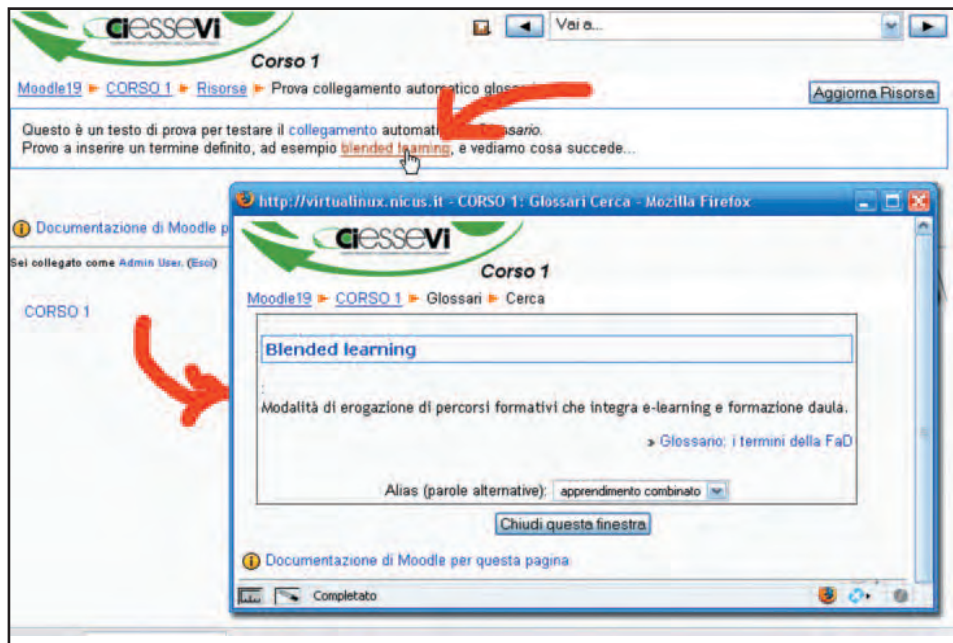 CiESSEVi
Vai a...
Corso 1
Moodle19 ► CORSO 1 ► Risorse ► Prova collegamento automatico
Aggiorna Risorsa
Questo è un testo di prova per testare il collegamento
Provo a inserire un termine definito, ad esempio blended learning, e vediamo cosa succede...
Documentazione di Moodle p
Sei collegato come Admin User. (Esci)
CORSO 1
http://virtualinux.nicus.it - CORSO 1: Glossari Cerca - Mozilla Firefox
CiESSEVi
Corso 1
Moodle19 ► CORSO 1 ► Glossari ► Cerca
Blended learning
:
Modalità di erogazione di percorsi formativi che integra e-learning e formazione daula.
» Glossario: i termini della FaD
Alias (parole alternative): apprendimento combinato
Chiudi questa finestra
Documentazione di Moodle per questa pagina
Completato